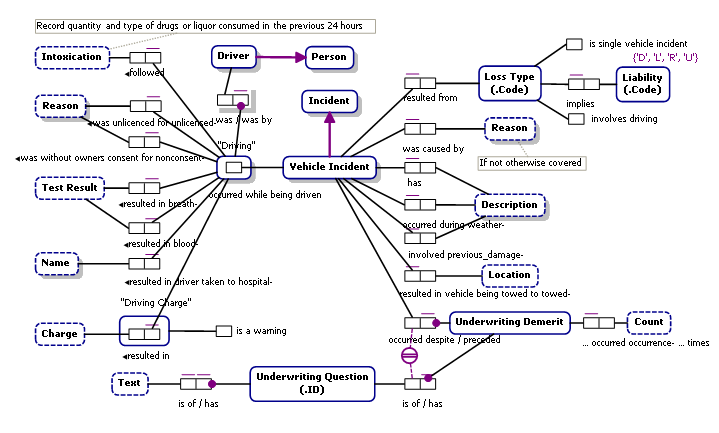 Record quantity and type of drugs or liquor consumed in the previous 24 hours
Intoxication
followed
Driver
Person
is single vehicle incident
{'D', 'L', 'R', 'U'}
Loss Type
(.Code)
Liability
(.Code)
implies
involves driving
resulted from
Incident
Reason
was unlicenced for unlicensed-
was without owners consent for nonconsent-
was / was by
"Driving"
Vehicle Incident
occurred while being driven
was caused by
Reason
If not otherwise covered
has
Description
occurred during weather-
involved previous_damage-
Test Result
resulted in breath-
resulted in blood-
Name
resulted in driver taken to hospital-
Location
resulted in vehicle being towed to towed-
"Driving Charge"
Charge
is a warning
resulted in
occurred despite / preceded
Underwriting Demerit
Count
... occurred occurrence- ... times
Text
is of / has
Underwriting Question
(.ID)
is of / has